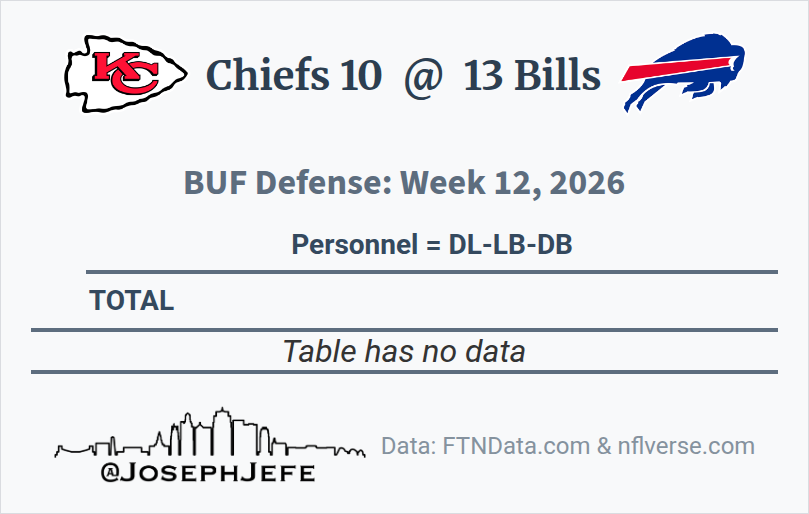 KC Chiefs 10 @ 13 Bills
BUF Defense: Week 12, 2026
Personnel = DL-LB-DB
TOTAL
Table has no data
@JosephJefe
Data: FTNData.com & nflverse.com